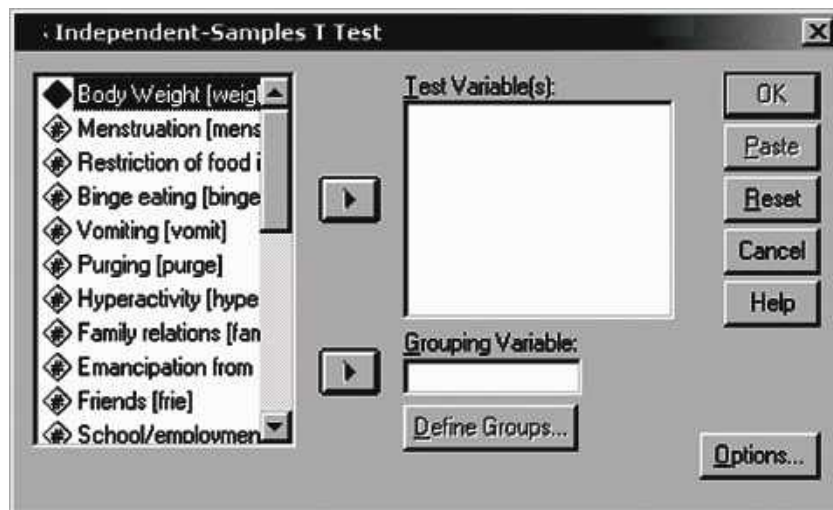 Independent-Samples T Test
Body Weight [weig
Menstruation [mens
Restriction of food i
Binge eating [binge
Vomiting [vomit]
Purging [purge]
Hyperactivity [hype
Family relations [fam
Emancipation from
Friends [frie]
School/employmen
Test Variable(s):
Grouping Variable:
Define Groups...
OK
Paste
Reset
Cancel
Help
Options...